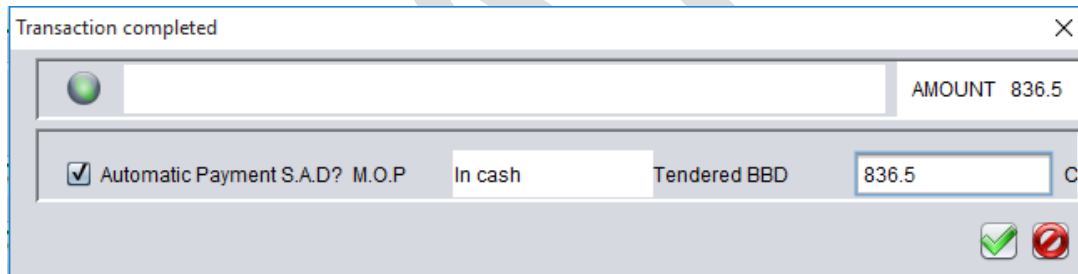 Transaction completed
AMOUNT 836.5
Automatic Payment S.A.D? M.O.P In cash Tendered BBD 836.5 C